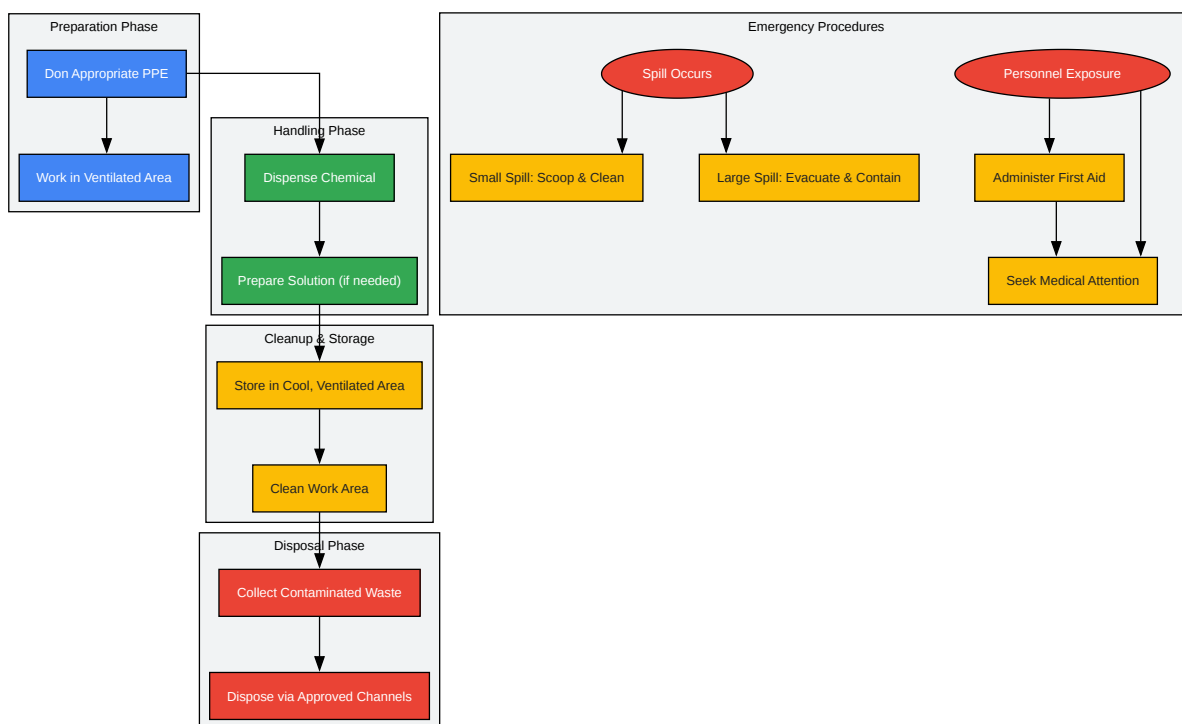 Preparation Phase
Don Appropriate PPE
Work in Ventilated Area
Handling Phase
Dispense Chemical
Prepare Solution (if needed)
Cleanup & Storage
Store in Cool, Ventilated Area
Clean Work Area
Disposal Phase
Collect Contaminated Waste
Dispose via Approved Channels
Emergency Procedures
Spill Occurs
Personnel Exposure
Small Spill: Scoop & Clean
Large Spill: Evacuate & Contain
Administer First Aid
Seek Medical Attention